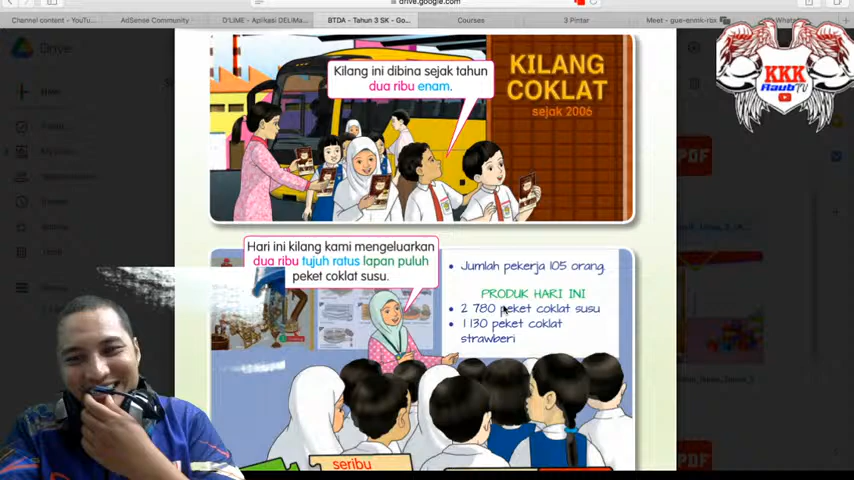 drive.google.com
Channel content - YouTu...
AdSense Community
D'LIME - Aplikasi DELIMa...
BTDA - Tahun 3 SK - Go...
Courses
3 Pintar
Meet - gue-enmk-rbs
Drive
KKK
Raub TV
PDF
Kilang ini dibina sejak tahun
dua ribu enam.
KILANG
COKLAT
sejak 2006
Hari ini kilang kami mengeluarkan
dua ribu tujuh ratus lapan puluh
peket coklat susu.
• Jumlah pekerja 105 orang.
PRODUK HARI INI
• 2 780 peket coklat susu
• 1 130 peket coklat
strawberi
seribu